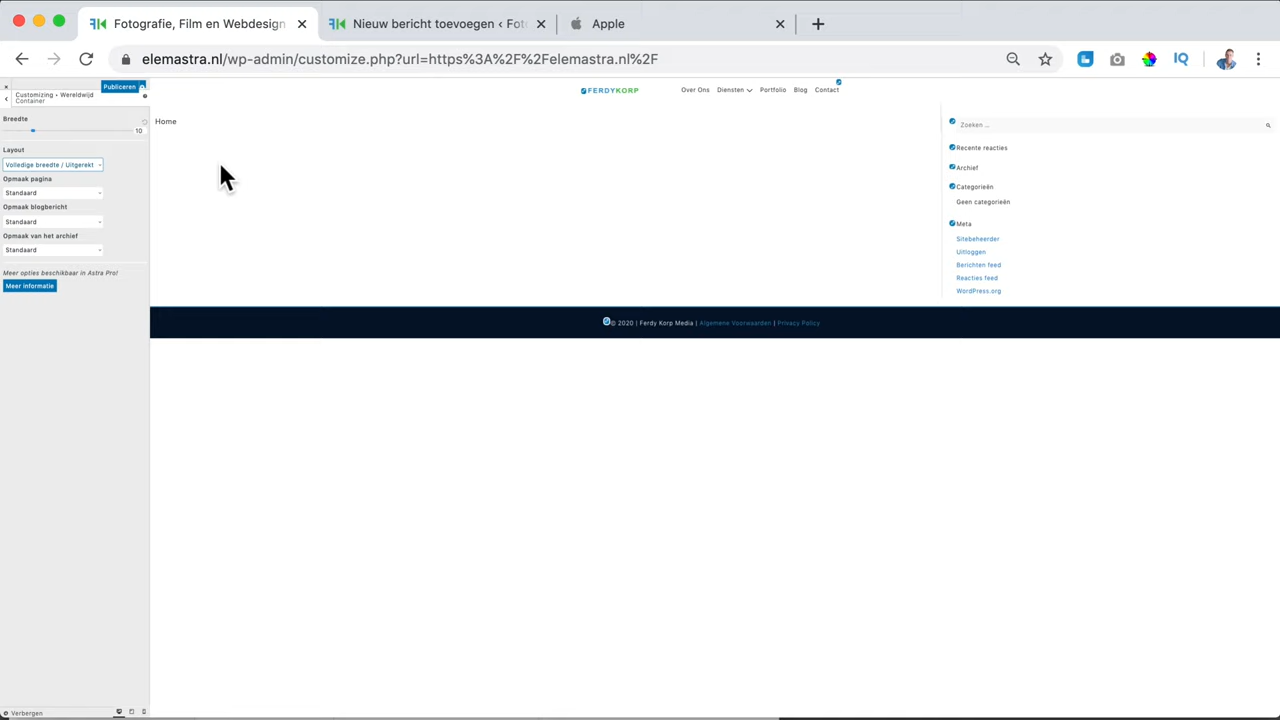 Fotografie, Film en Webdesign
Nieuw bericht toevoegen ‹ Fot
Apple
elemastra.nl/wp-admin/customize.php?url=https%3A%2F%2Felemastra.nl%2F
IQ
Publiceren
Customizing • Wereldwijd
Container
Breedte
10
Layout
Volledige breedte / Uitgerekt
Opmaak pagina
Standaard
Opmaak blogbericht
Standaard
Opmaak van het archief
Standaard
Meer opties beschikbaar in Astra Pro!
Meer informatie
Verbergen
FERDYKORP
Over Ons Diensten Portfolio Blog Contact
Home
Zoeken ...
Recente reacties
Archief
Categorieën
Geen categorieën
Meta
Sitebeheerder
Uitloggen
Berichten feed
Reacties feed
WordPress.org
© 2020 | Ferdy Korp Media | Algemene Voorwaarden | Privacy Policy